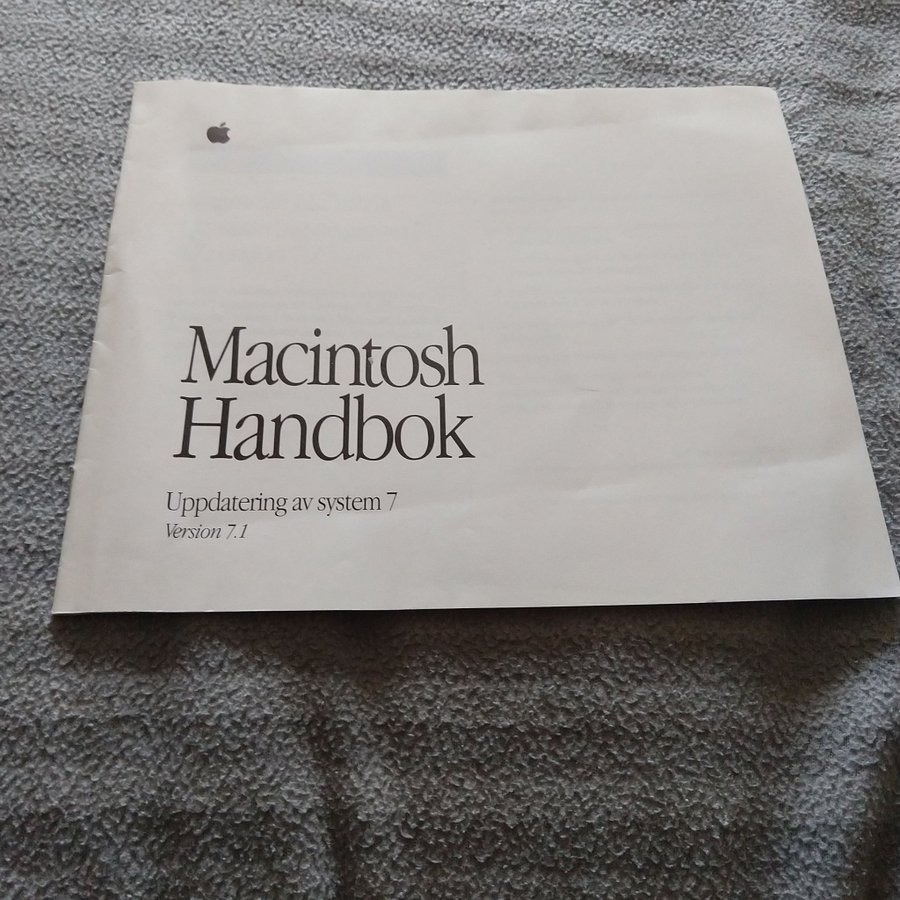 Macintosh
Handbok
Uppdatering av system 7
Version 7.1